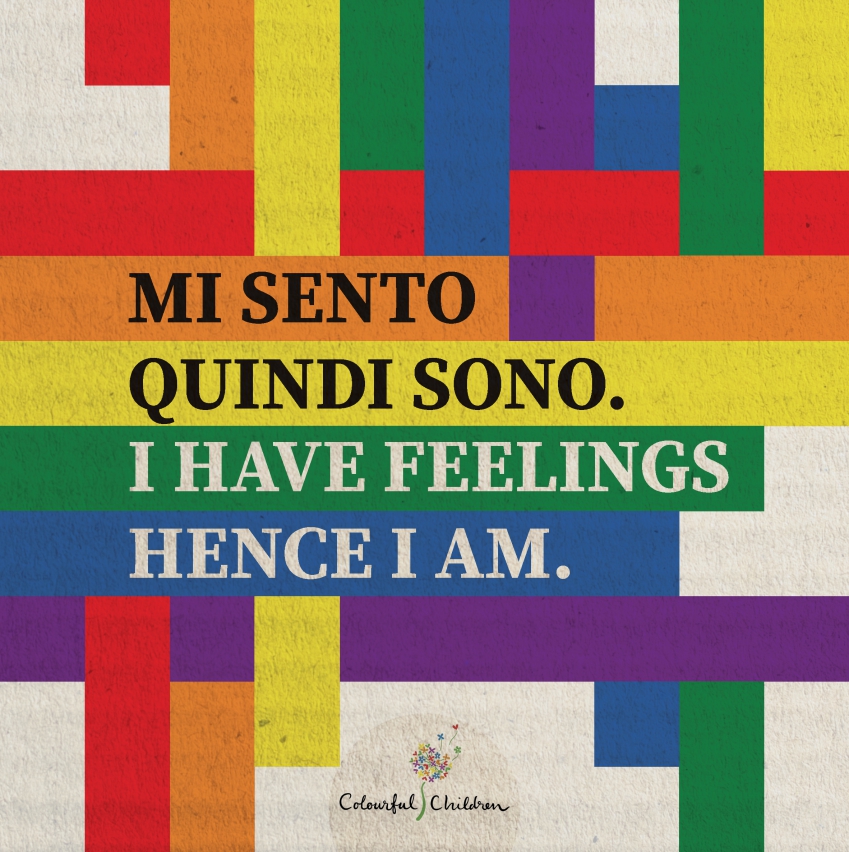 MI SENTO
QUINDI SONO.
I HAVE FEELINGS
HENCE I AM.
Colourful Children